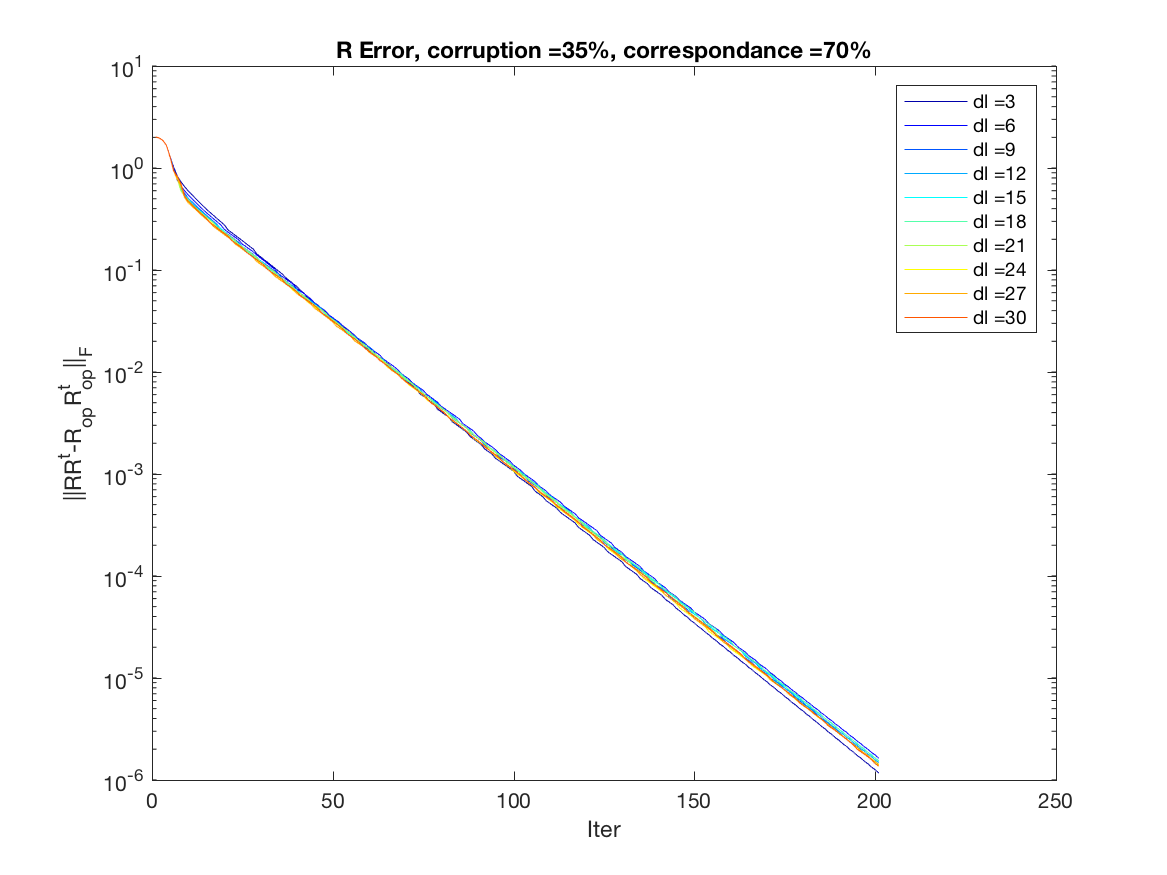 R Error, corruption =35%, correspondance =70%
10^1
10^0
10^-1
10^-2
10^-3
10^-4
10^-5
10^-6
||RR^t-R_op R^t_op||_F
0 50 100 150 200 250
Iter
dl =3
dl =6
dl =9
dl =12
dl =15
dl =18
dl =21
dl =24
dl =27
dl =30